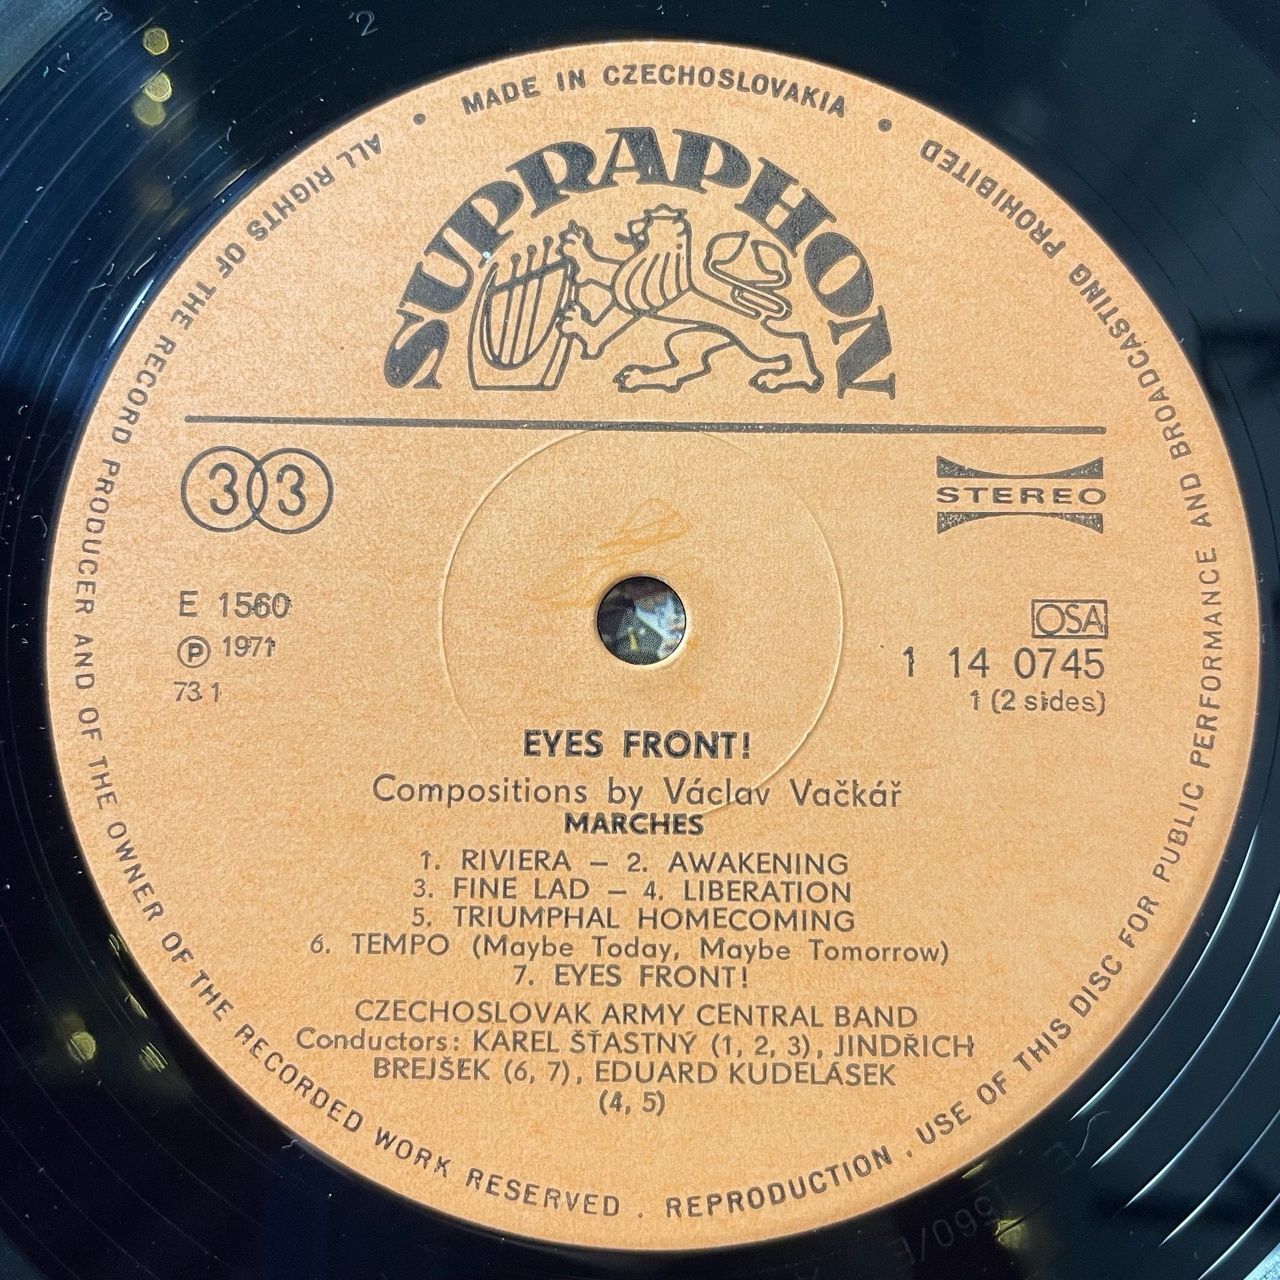 MADE IN CZECHOSLOVAKIA
ALL RIGHTS OF THE RECORD PRODUCER AND OF THE OWNER OF THE RECORDED WORK RESERVED . REPRODUCTION . USE OF THIS DISC FOR PUBLIC PERFORMANCE AND BROADCASTING PROHIBITED
SUPRAPHON
33
STEREO
E 1560
Ⓟ 1971
73 1
OSA
1 14 0745
1 (2 sides)
EYES FRONT!
Compositions by Václav Vačkář
MARCHES
1. RIVIERA – 2. AWAKENING
3. FINE LAD – 4. LIBERATION
5. TRIUMPHAL HOMECOMING
6. TEMPO (Maybe Today, Maybe Tomorrow)
7. EYES FRONT!
CZECHOSLOVAK ARMY CENTRAL BAND
Conductors: KAREL ŠŤASTNÝ (1, 2, 3), JINDŘICH
BREJŠEK (6, 7), EDUARD KUDELÁSEK
(4, 5)